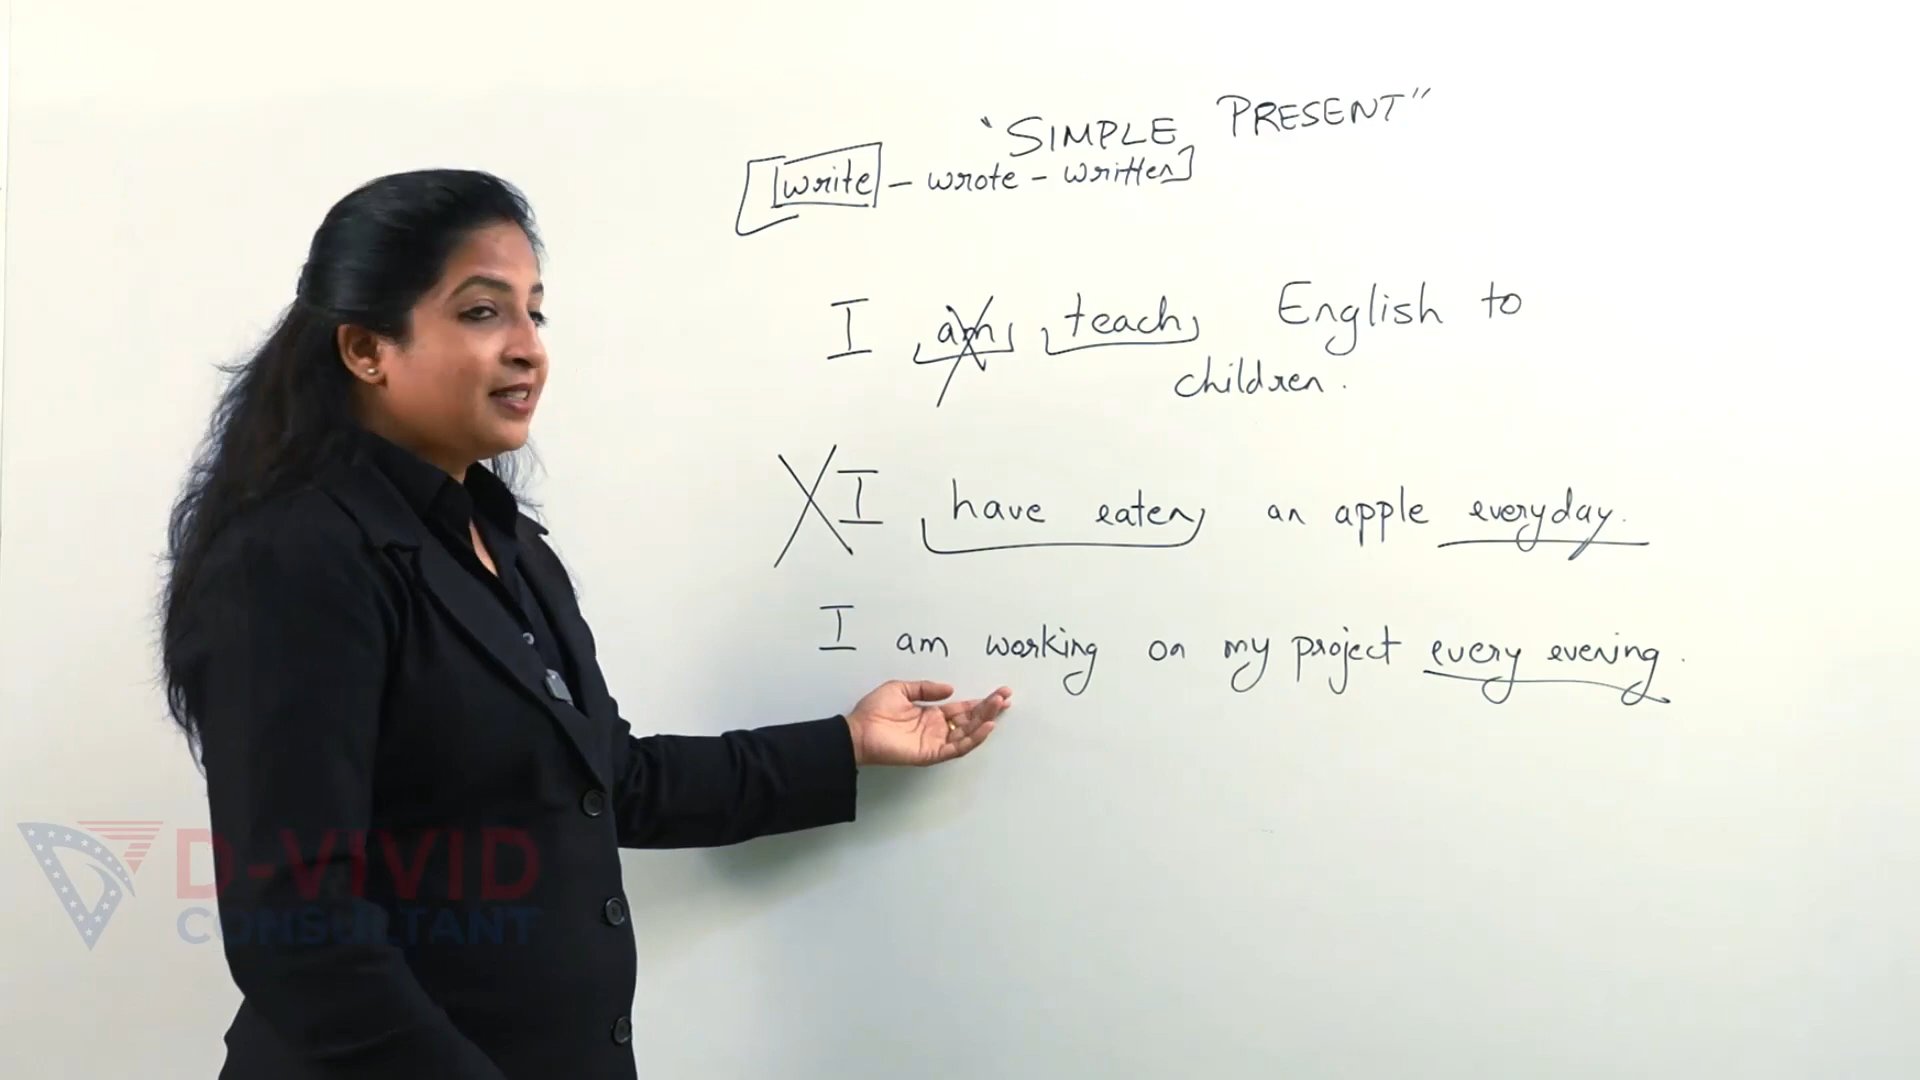 "SIMPLE PRESENT"
write - wrote - written
I am teach English to
children.
I have eaten an apple everyday.
I am working on my project every evening.
D-VIVID
CONSULTANT